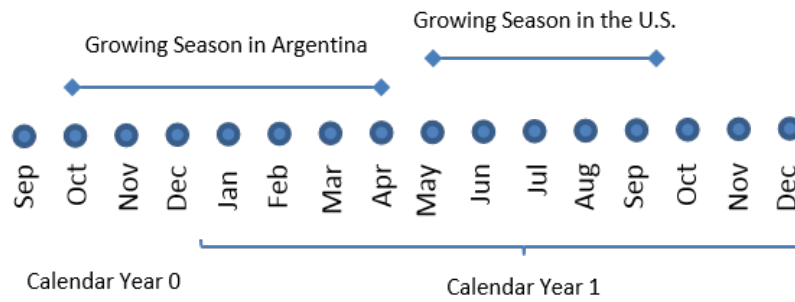 Growing Season in the U.S.
Growing Season in Argentina
Sep
Oct
Nov
Dec
Jan
Feb
Mar
Apr
May
Jun
Jul
Aug
Sep
Oct
Nov
Dec
Calendar Year 0
Calendar Year 1